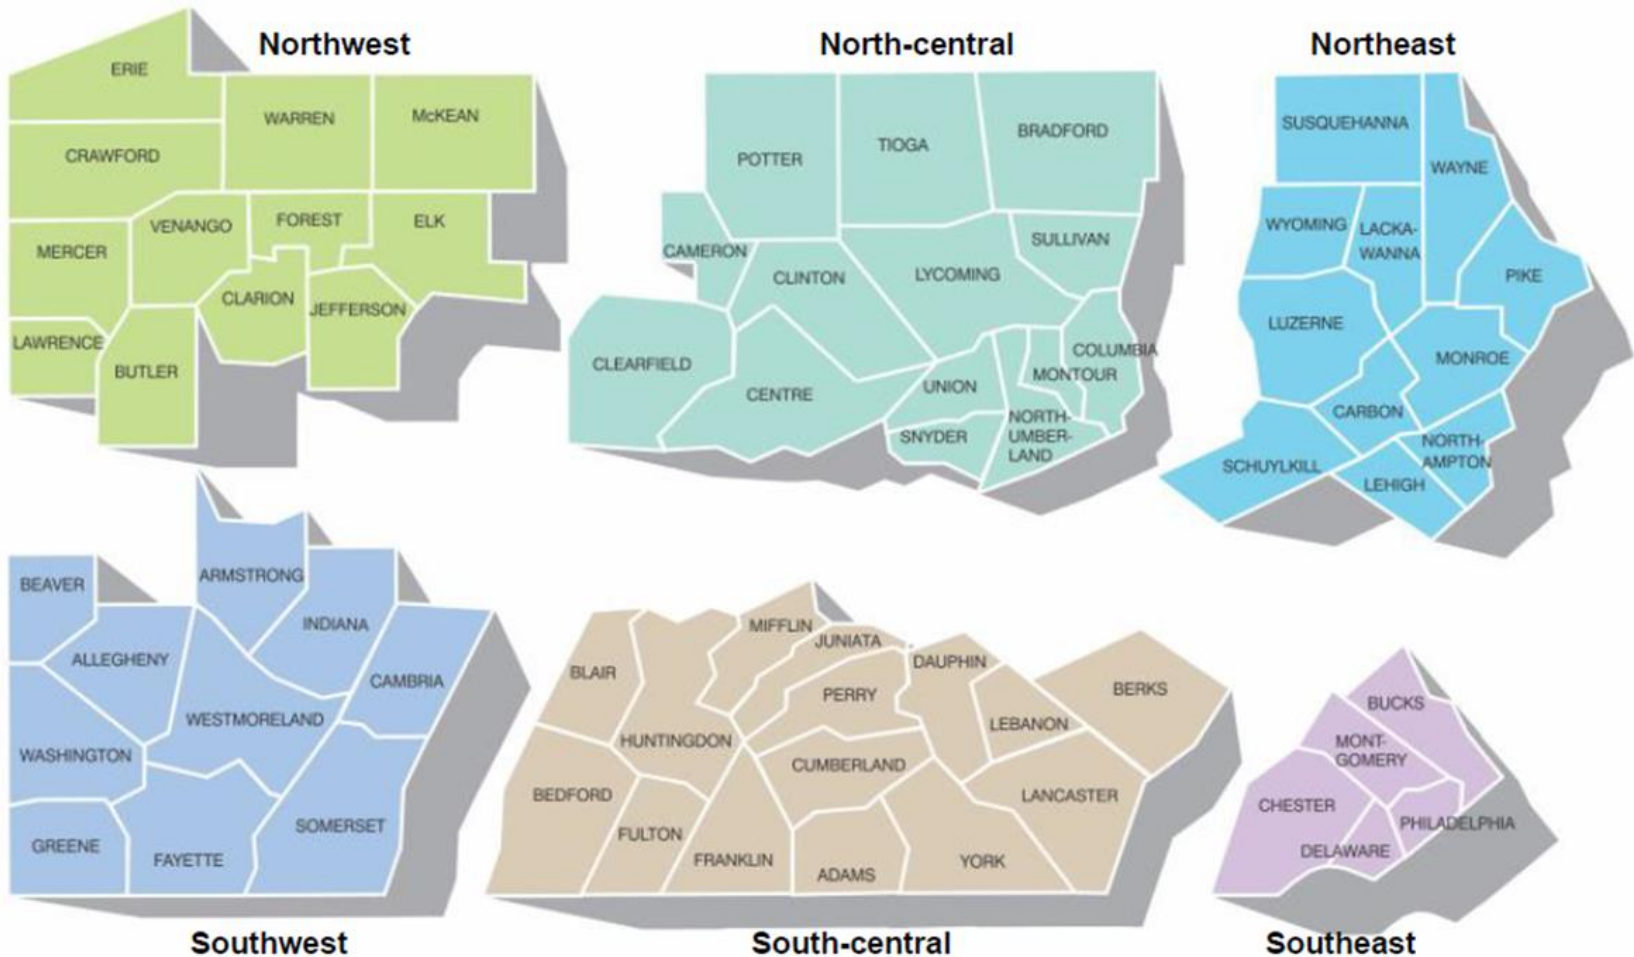 Northwest
ERIE
WARREN
McKEAN
CRAWFORD
VENANGO
FOREST
ELK
MERCER
CLARION
JEFFERSON
LAWRENCE
BUTLER
North-central
POTTER
TIOGA
BRADFORD
CAMERON
CLINTON
LYCOMING
SULLIVAN
CLEARFIELD
CENTRE
UNION
COLUMBIA
MONTOUR
SNYDER
NORTH-
UMBER-
LAND
Northeast
SUSQUEHANNA
WAYNE
WYOMING
LACKA-
WANNA
PIKE
LUZERNE
MONROE
CARBON
NORTH-
AMPTON
SCHUYLKILL
LEHIGH
BEAVER
ARMSTRONG
INDIANA
ALLEGHENY
CAMBRIA
WESTMORELAND
WASHINGTON
SOMERSET
GREENE
FAYETTE
Southwest
MIFFLIN
JUNIATA
BLAIR
DAUPHIN
PERRY
BERKS
LEBANON
HUNTINGDON
CUMBERLAND
BEDFORD
LANCASTER
FULTON
FRANKLIN
ADAMS
YORK
South-central
BUCKS
MONT-
GOMERY
CHESTER
PHILADELPHIA
DELAWARE
Southeast